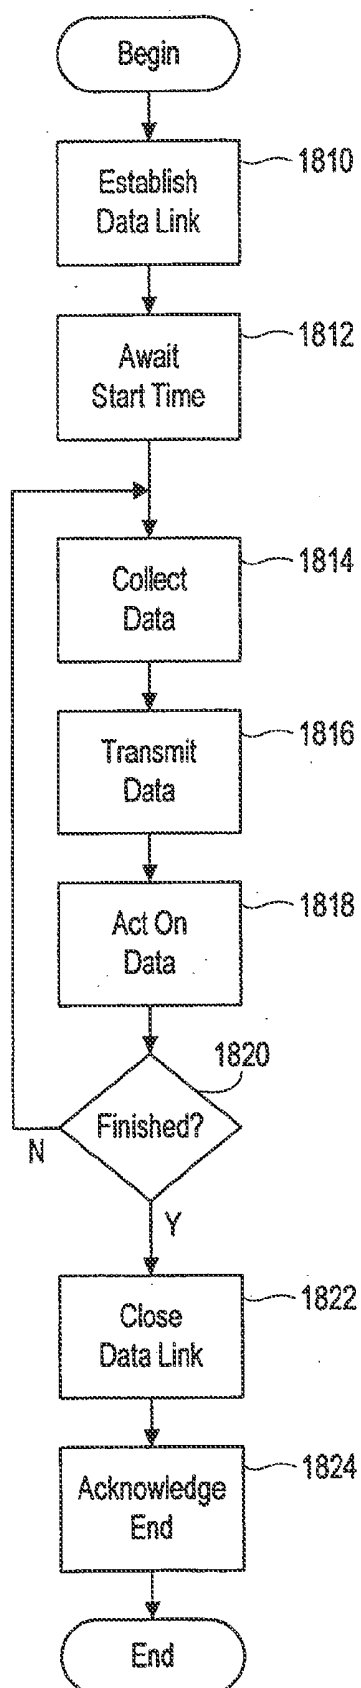 Begin
1810
Establish
Data Link
1812
Await
Start Time
1814
Collect
Data
1816
Transmit
Data
1818
Act On
Data
1820
Finished?
N
Y
1822
Close
Data Link
1824
Acknowledge
End
End